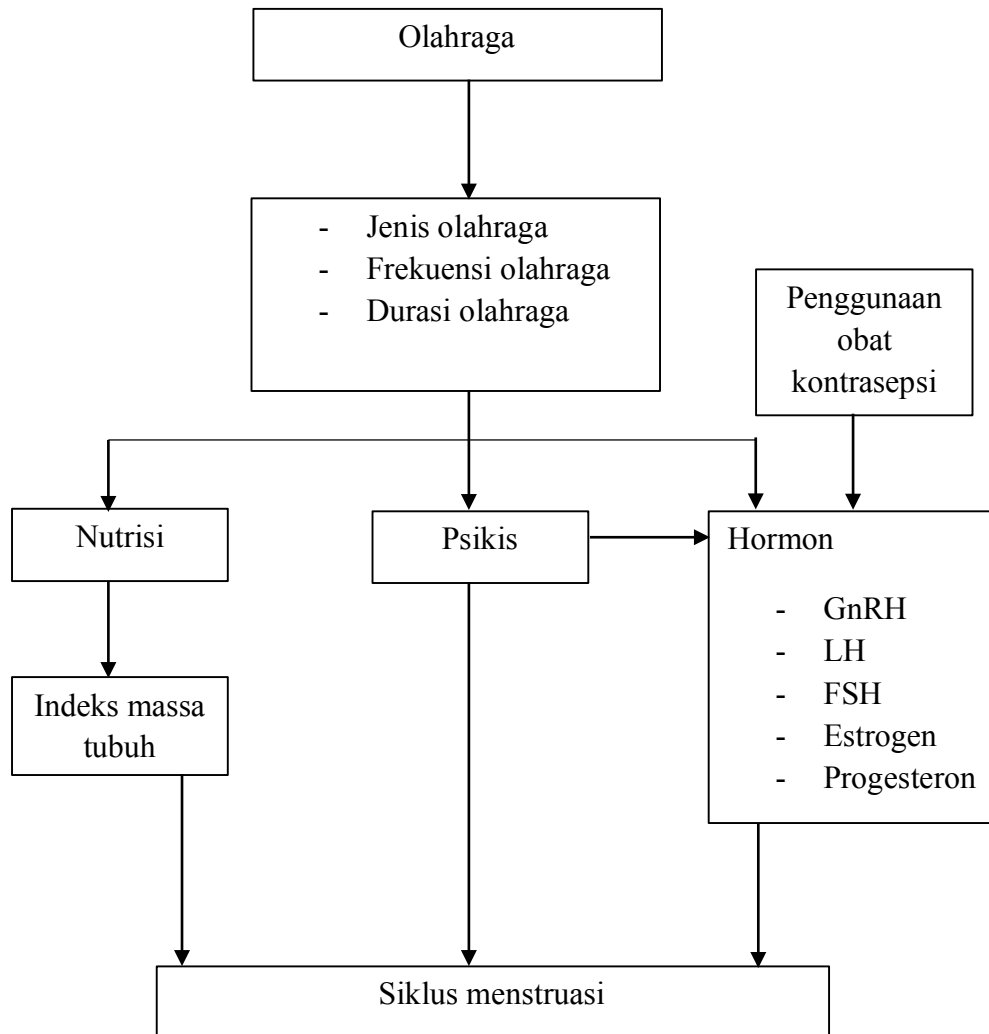 Olahraga
- Jenis olahraga
- Frekuensi olahraga
- Durasi olahraga
Penggunaan
obat
kontrasepsi
Nutrisi
Psikis
Hormon
- GnRH
- LH
- FSH
- Estrogen
- Progesteron
Indeks massa
tubuh
Siklus menstruasi